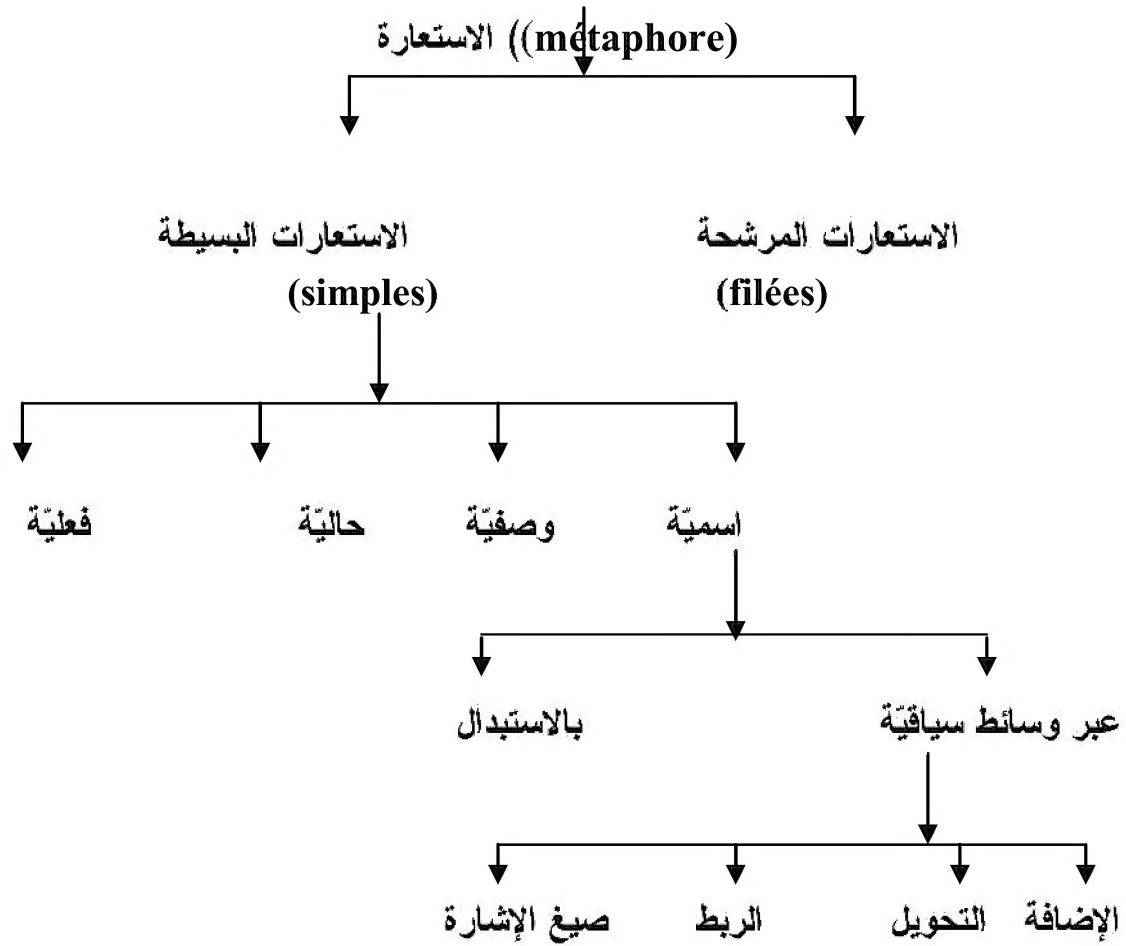 الاستعارة ((métaphore)
الاستعارات المرشحة
(filées)
الاستعارات البسيطة
(simples)
اسميّة
وصفيّة
حاليّة
فعليّة
عبر وسائط سياقيّة
بالاستبدال
الإضافة
التحويل
الربط
صيغ الإشارة